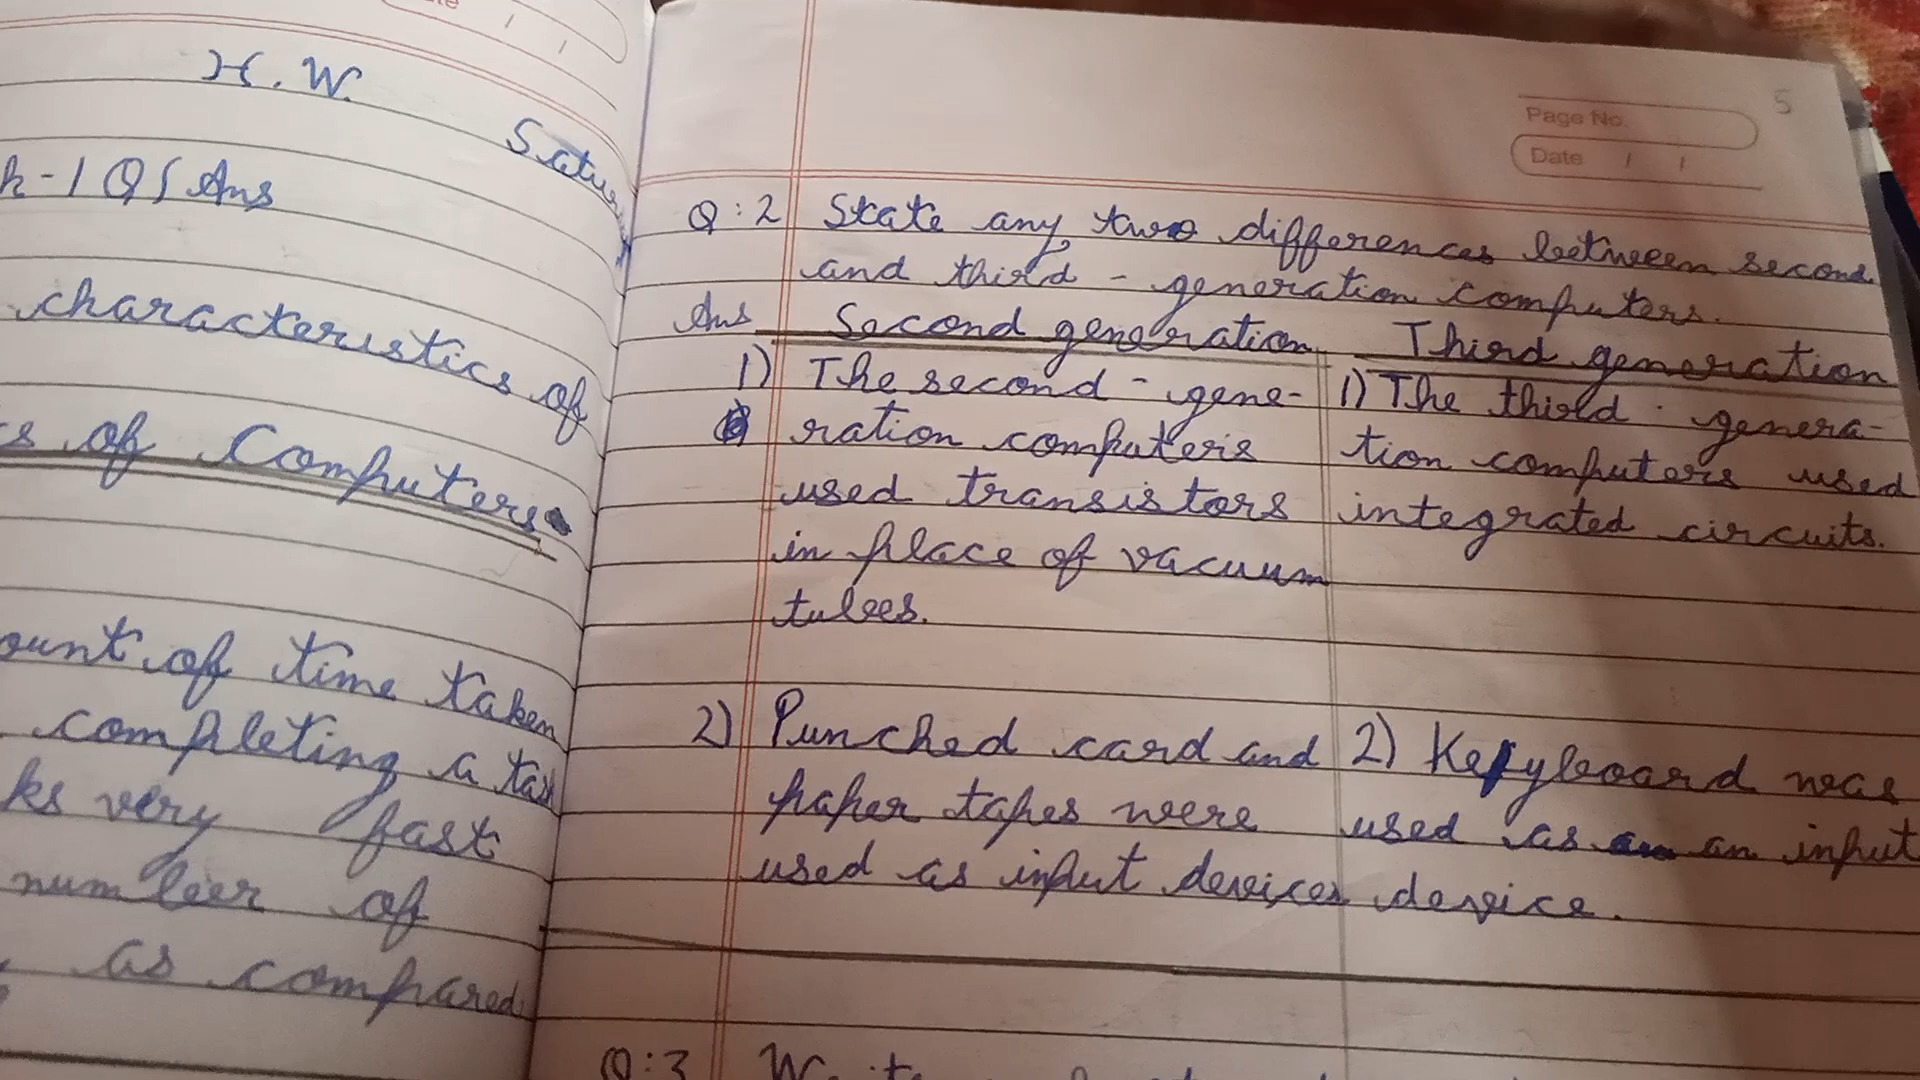 H.W.
h-1 Q/Ans
characteristics of
s of Computers
ount of time taken
completing a tas
ks very fast
number of
as compared
5
Page No.
Date / /
Q:2 State any two differences between second
and third-generation computers.
Ans Second generation Third generation
1) The second-gene- 1) The third-genera-
ration computers tion computers used
used transistors integrated circuits.
in place of vacuum
tubes.
2) Punched card and 2) Keyboard was
paper tapes were used as an input
used as input devices device.
Q:3